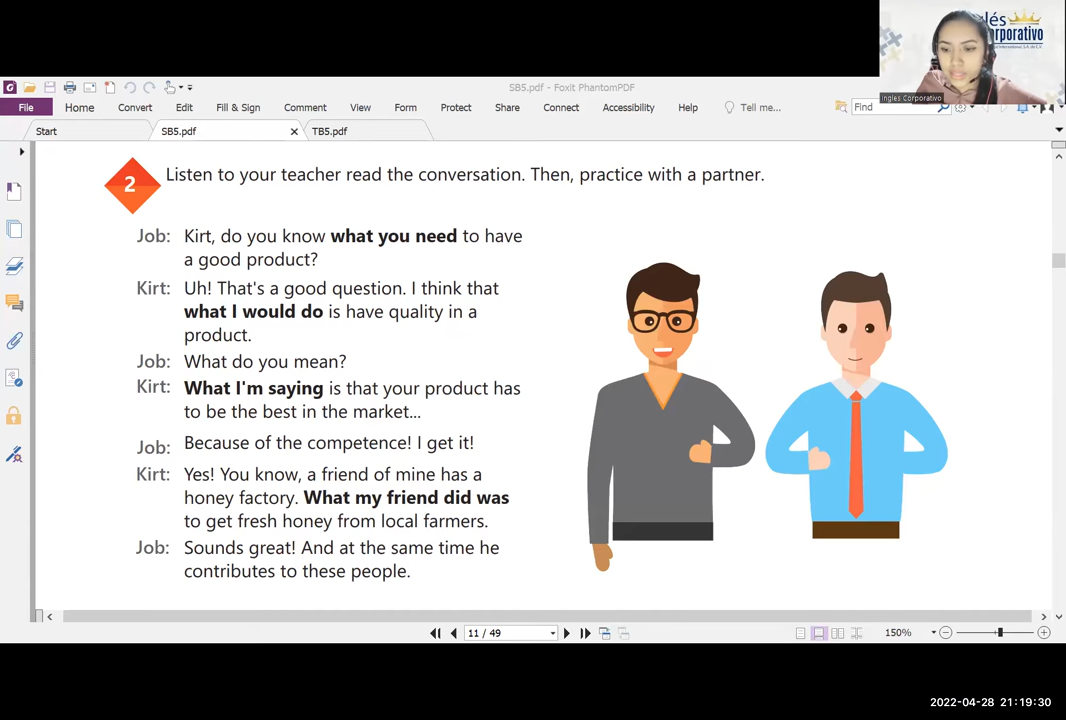 glés
rporativo
Ingles Corporativo
SB5.pdf - Foxit PhantomPDF
File
Home
Convert
Edit
Fill & Sign
Comment
View
Form
Protect
Share
Connect
Accessibility
Help
Tell me...
Find
Start
SB5.pdf
TB5.pdf
2
Listen to your teacher read the conversation. Then, practice with a partner.
Job: Kirt, do you know what you need to have
a good product?
Kirt: Uh! That's a good question. I think that
what I would do is have quality in a
product.
Job: What do you mean?
Kirt: What I'm saying is that your product has
to be the best in the market...
Job: Because of the competence! I get it!
Kirt: Yes! You know, a friend of mine has a
honey factory. What my friend did was
to get fresh honey from local farmers.
Job: Sounds great! And at the same time he
contributes to these people.
11 / 49
150%
2022-04-28 21:19:30